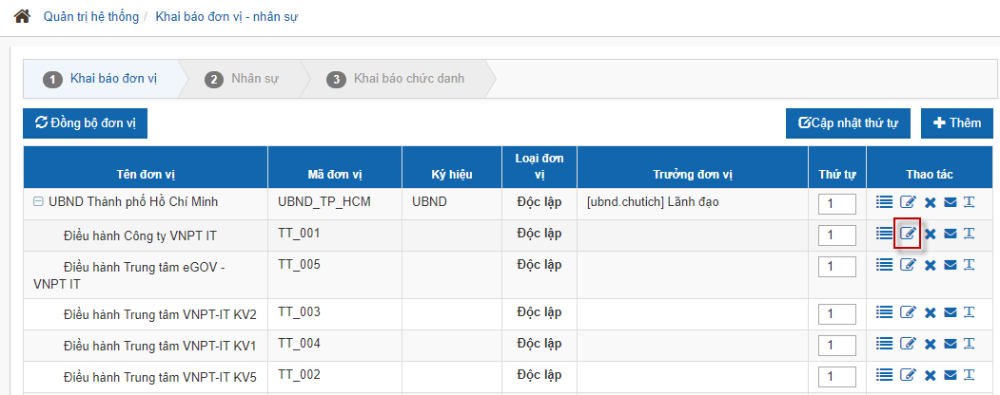 Quản trị hệ thống / Khai báo đơn vị - nhân sự
1 Khai báo đơn vị 2 Nhân sự 3 Khai báo chức danh
Đồng bộ đơn vị Cập nhật thứ tự Thêm
Tên đơn vị Mã đơn vị Ký hiệu Loại đơn vị Trưởng đơn vị Thứ tự Thao tác
UBND Thành phố Hồ Chí Minh UBND_TP_HCM UBND Độc lập [ubnd.chutich] Lãnh đạo 1
Điều hành Công ty VNPT IT TT_001 Độc lập 1
Điều hành Trung tâm eGOV - TT_005 Độc lập 1
VNPT IT
Điều hành Trung tâm VNPT-IT KV2 TT_003 Độc lập 1
Điều hành Trung tâm VNPT-IT KV1 TT_004 Độc lập 1
Điều hành Trung tâm VNPT-IT KV5 TT_002 Độc lập 1